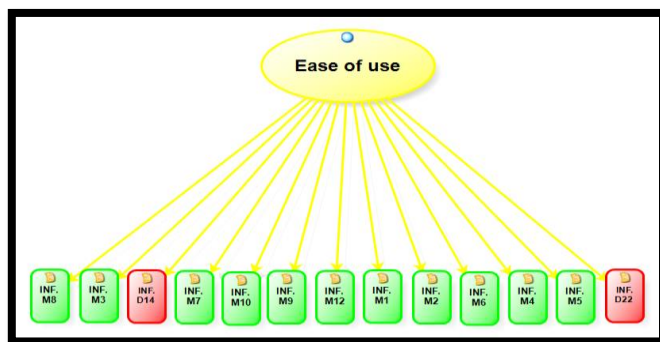 Ease of use
INF.
M8
INF.
M3
INF.
D14
INF.
M7
INF.
M10
INF.
M9
INF.
M12
INF.
M1
INF.
M2
INF.
M6
INF.
M4
INF.
M5
INF.
D22